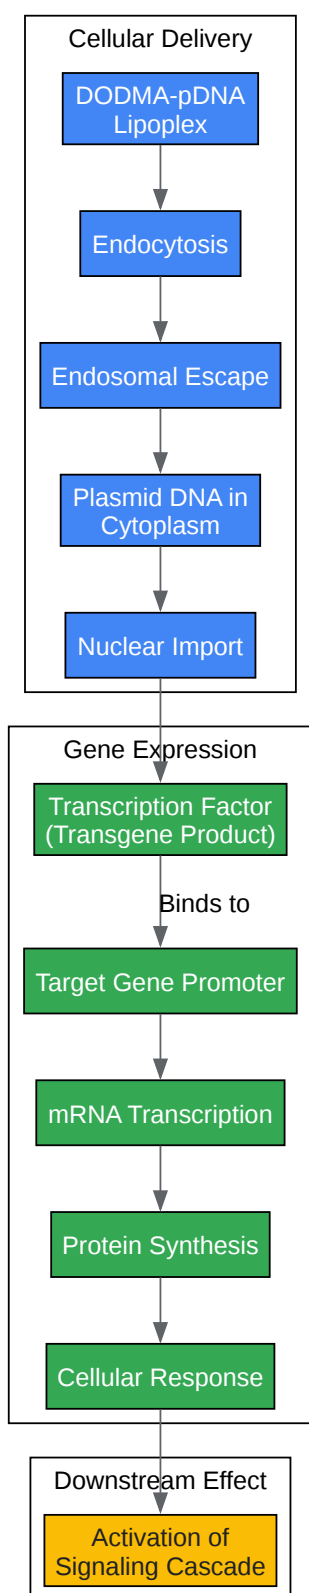 Cellular Delivery
DODMA-pDNA
Lipoplex
Endocytosis
Endosomal Escape
Plasmid DNA in
Cytoplasm
Nuclear Import
Gene Expression
Transcription Factor
(Transgene Product)
Binds to
Target Gene Promoter
mRNA Transcription
Protein Synthesis
Cellular Response
Downstream Effect
Activation of
Signaling Cascade